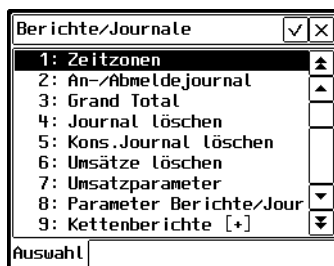 Berichte/Journale
1: Zeitzonen
2: An-/Abmeldejournal
3: Grand Total
4: Journal löschen
5: Kons.Journal löschen
6: Umsätze löschen
7: Umsatzparameter
8: Parameter Berichte/Jour
9: Kettenberichte [+]
Auswahl